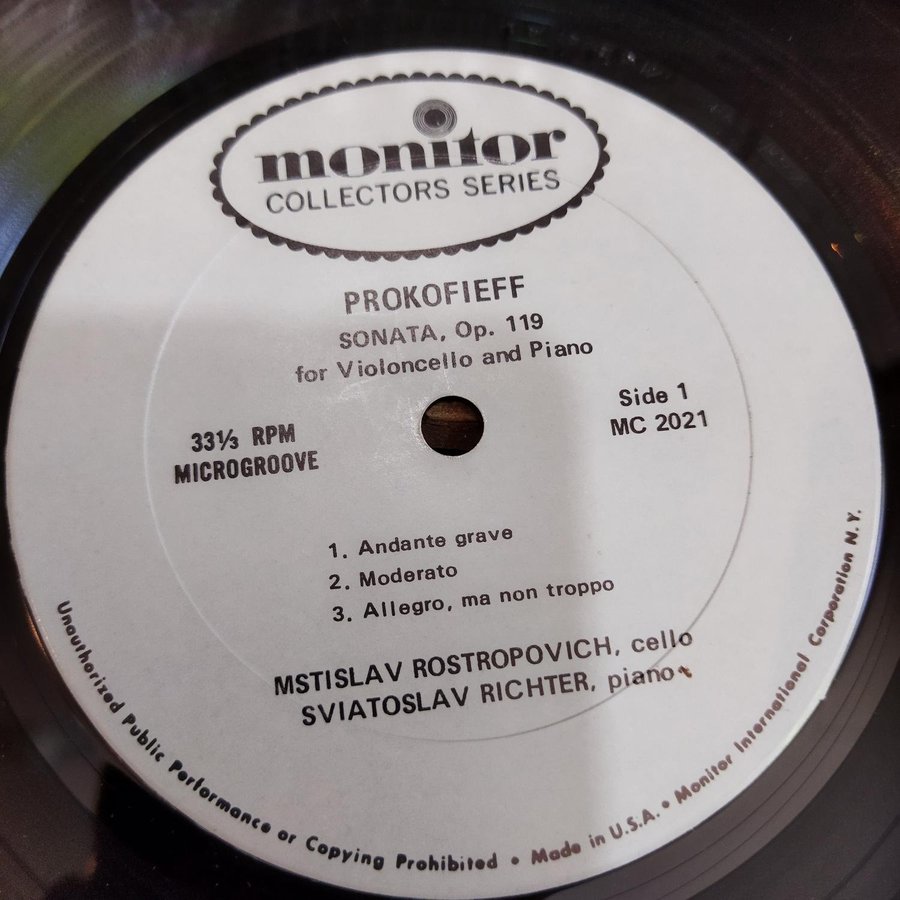 monitor
COLLECTORS SERIES
PROKOFIEFF
SONATA, Op. 119
for Violoncello and Piano
Side 1
MC 2021
33⅓ RPM
MICROGROOVE
1. Andante grave
2. Moderato
3. Allegro, ma non troppo
MSTISLAV ROSTROPOVICH, cello
SVIATOSLAV RICHTER, piano
Unauthorized Public Performance or Copying Prohibited • Made in U.S.A. • Monitor International Corporation N.Y.